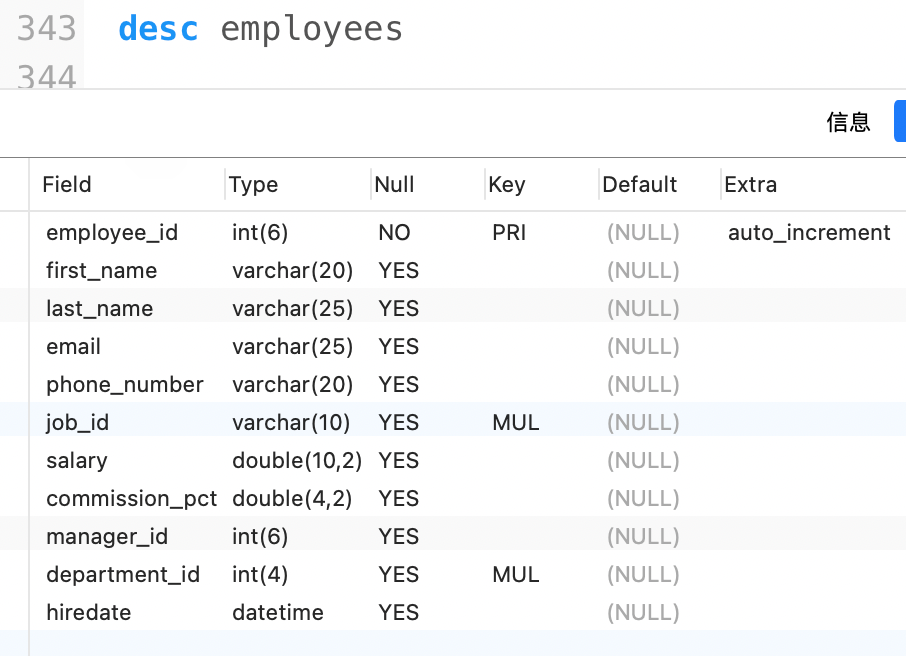 343 desc employees
344
信息
Field Type Null Key Default Extra
employee_id int(6) NO PRI (NULL) auto_increment
first_name varchar(20) YES (NULL)
last_name varchar(25) YES (NULL)
email varchar(25) YES (NULL)
phone_number varchar(20) YES (NULL)
job_id varchar(10) YES MUL (NULL)
salary double(10,2) YES (NULL)
commission_pct double(4,2) YES (NULL)
manager_id int(6) YES (NULL)
department_id int(4) YES MUL (NULL)
hiredate datetime YES (NULL)